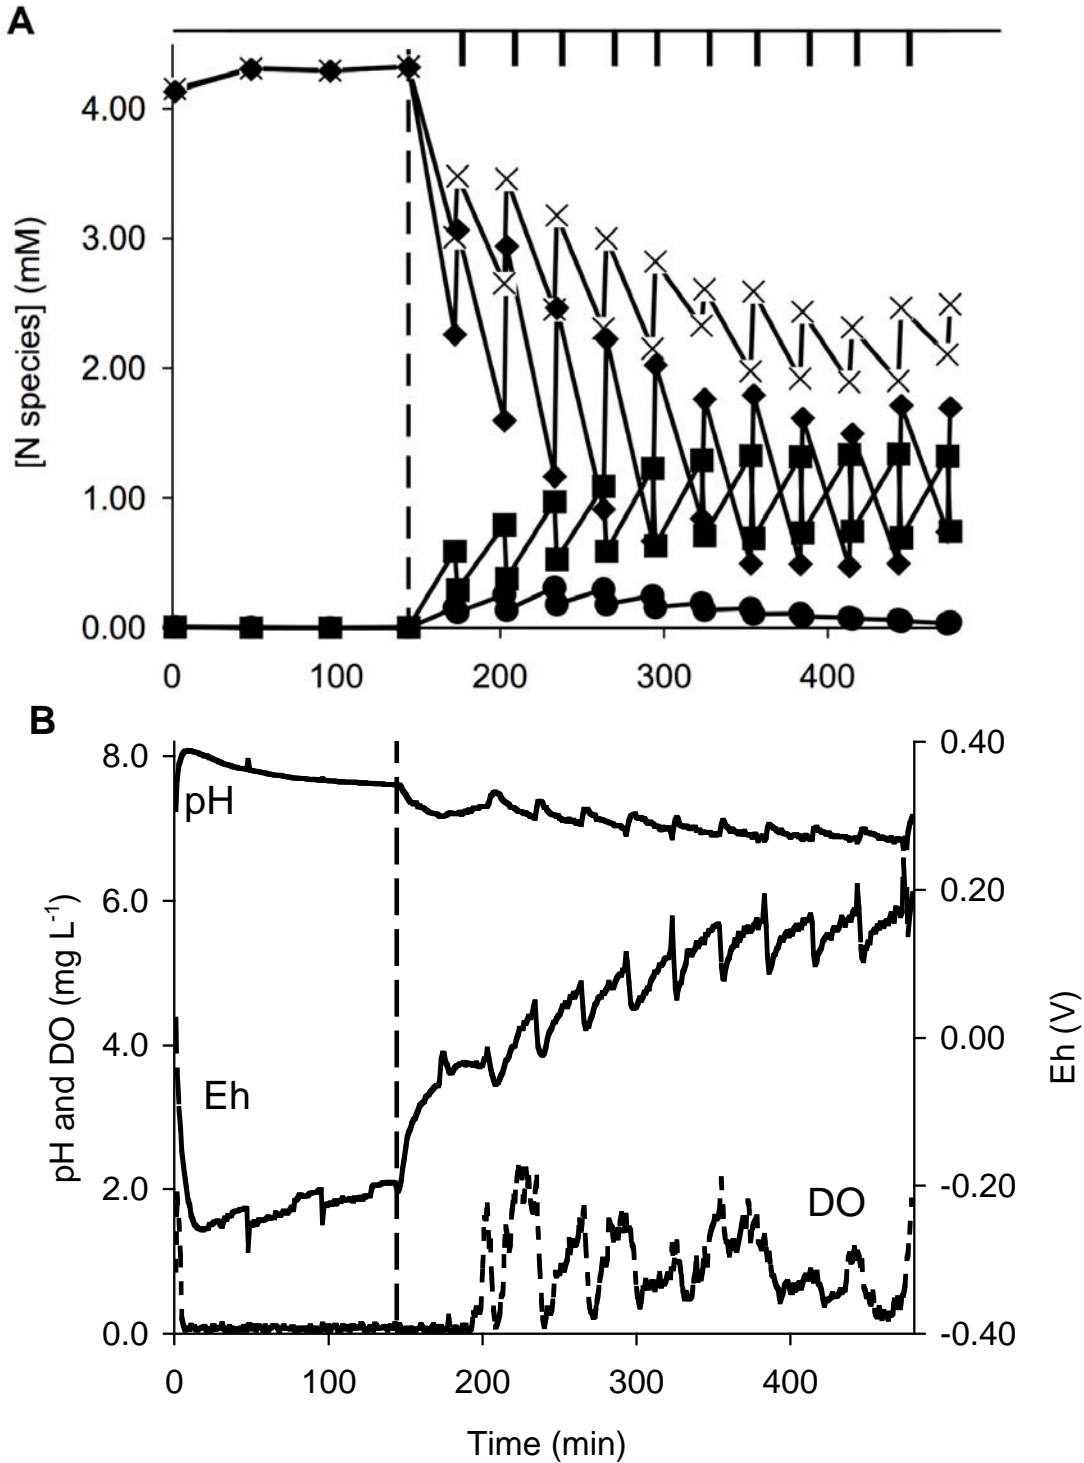 A
[N species] (mM)
4.00
3.00
2.00
1.00
0.00
0 100 200 300 400
B
8.0
6.0
4.0
2.0
0.0
pH and DO (mg L-1)
pH
Eh
DO
0.40
0.20
0.00
-0.20
-0.40
Eh (V)
0 100 200 300 400
Time (min)